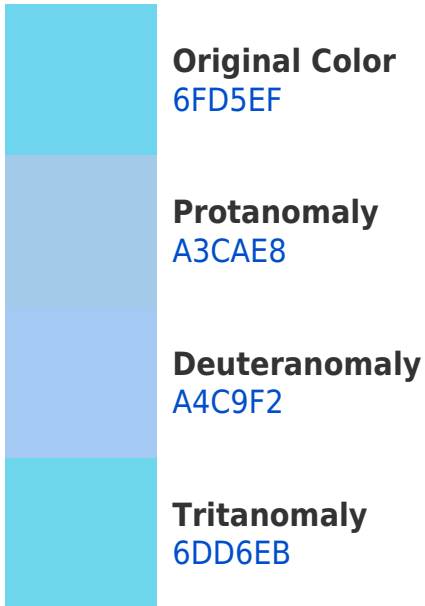 Original Color
6FD5EF
Protanomaly
A3CAE8
Deuteranomaly
A4C9F2
Tritanomaly
6DD6EB